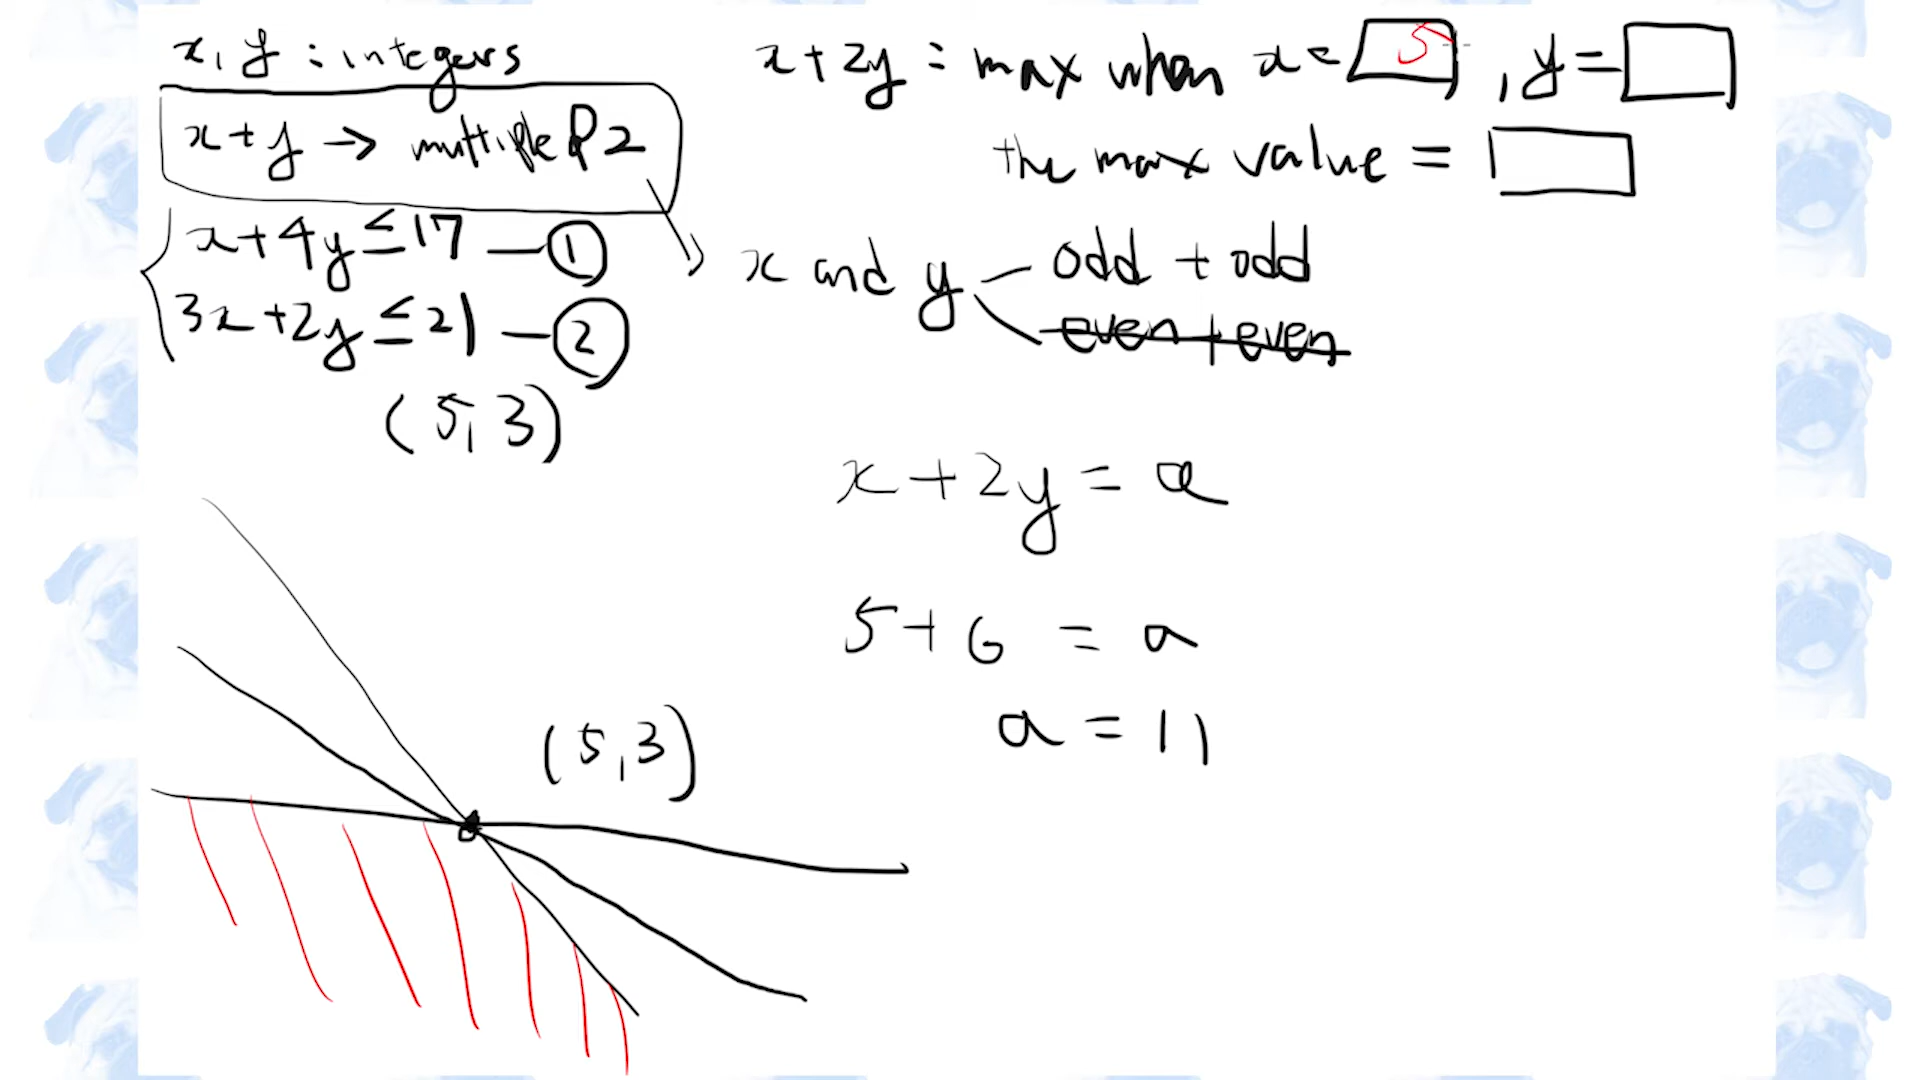 x, y : integers
x + y → multiple of 2
x + 4y ≤ 17 — ①
3x + 2y ≤ 21 — ②
(5, 3)
x + 2y : max when x = 5 , y =
the max value =
x and y
odd + odd
even + even
x + 2y = a
5 + 6 = a
a = 11
(5, 3)